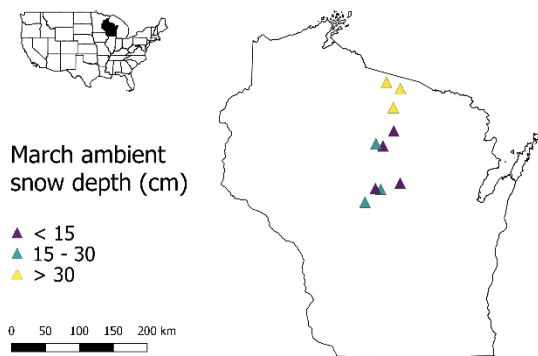 March ambient
snow depth (cm)
< 15
15 - 30
> 30
0 50 100 150 200 km